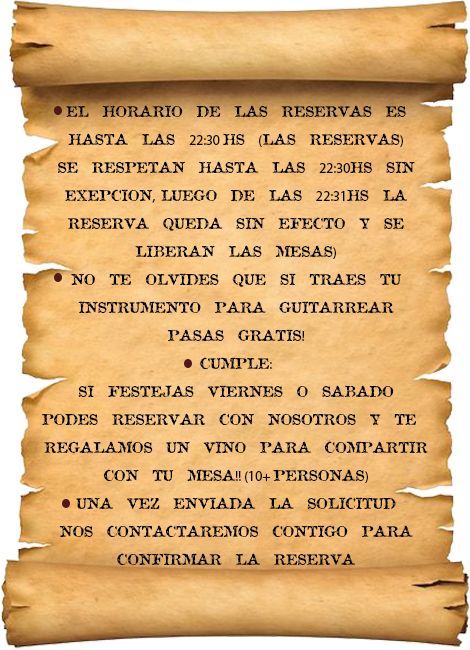 • EL HORARIO DE LAS RESERVAS ES
HASTA LAS 22:30 HS (LAS RESERVAS)
SE RESPETAN HASTA LAS 22:30HS SIN
EXEPCION, LUEGO DE LAS 22:31HS LA
RESERVA QUEDA SIN EFECTO Y SE
LIBERAN LAS MESAS)
• NO TE OLVIDES QUE SI TRAES TU
INSTRUMENTO PARA GUITARREAR
PASAS GRATIS!
• CUMPLE:
SI FESTEJAS VIERNES O SABADO
PODES RESERVAR CON NOSOTROS Y TE
REGALAMOS UN VINO PARA COMPARTIR
CON TU MESA!! (10+ PERSONAS)
• UNA VEZ ENVIADA LA SOLICITUD
NOS CONTACTAREMOS CONTIGO PARA
CONFIRMAR LA RESERVA